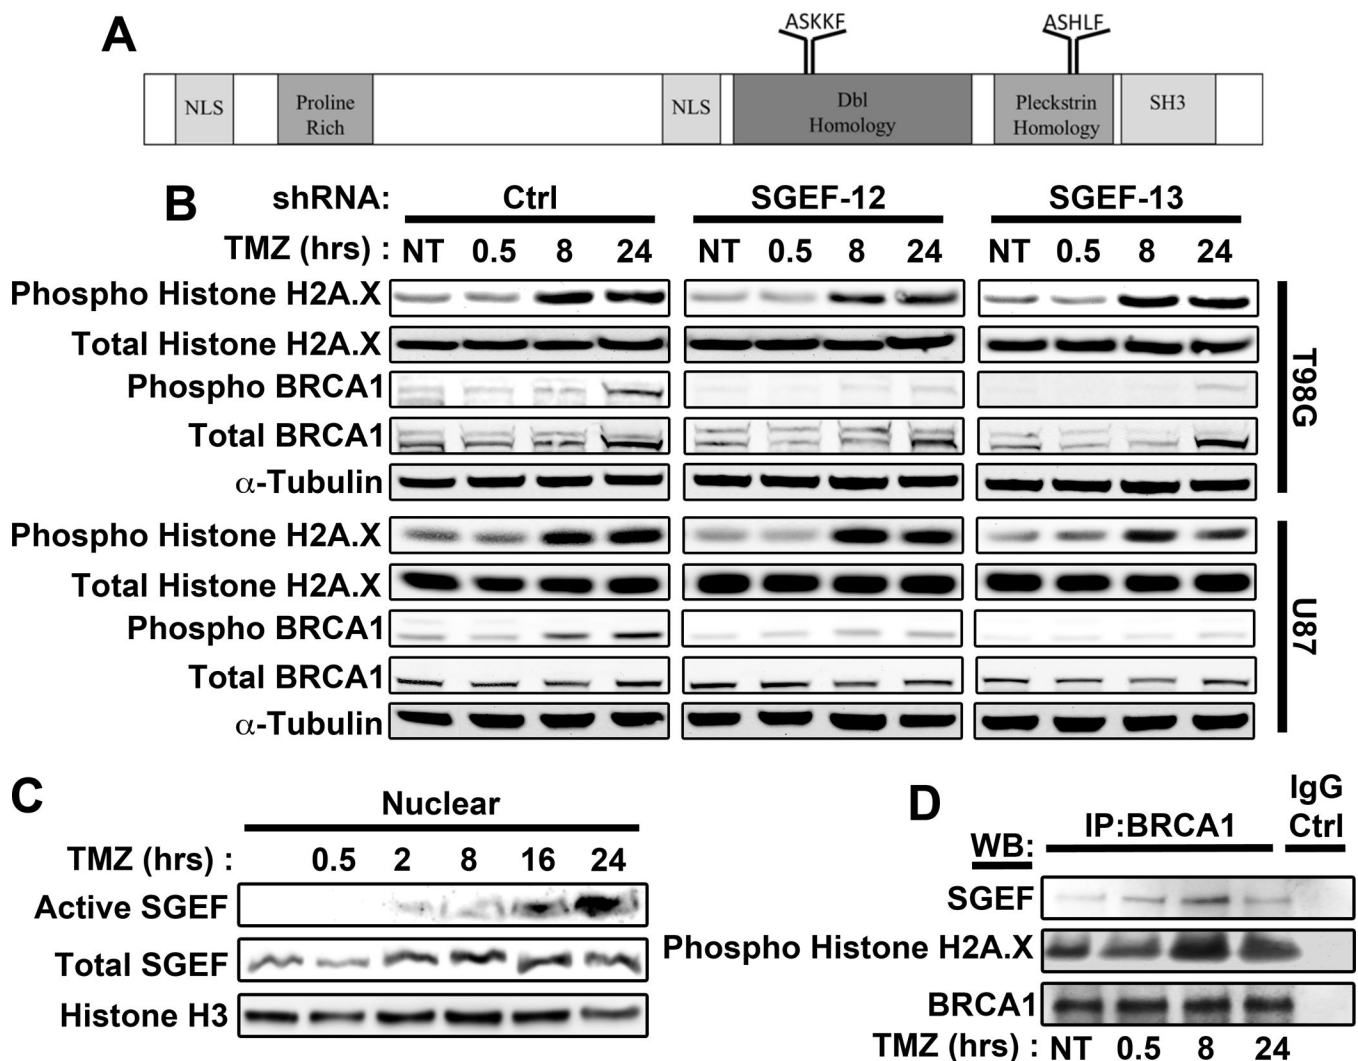 A
ASKKF
ASHLF
NLS
Proline
Rich
NLS
Dbl
Homology
Pleckstrin
Homology
SH3
B
shRNA:
Ctrl
SGEF-12
SGEF-13
TMZ (hrs) :
NT 0.5 8 24
NT 0.5 8 24
NT 0.5 8 24
Phospho Histone H2A.X
Total Histone H2A.X
Phospho BRCA1
Total BRCA1
α-Tubulin
T98G
Phospho Histone H2A.X
Total Histone H2A.X
Phospho BRCA1
Total BRCA1
α-Tubulin
U87
C
Nuclear
TMZ (hrs) : 0.5 2 8 16 24
Active SGEF
Total SGEF
Histone H3
D
IgG
Ctrl
IP:BRCA1
WB:
SGEF
Phospho Histone H2A.X
BRCA1
TMZ (hrs) : NT 0.5 8 24